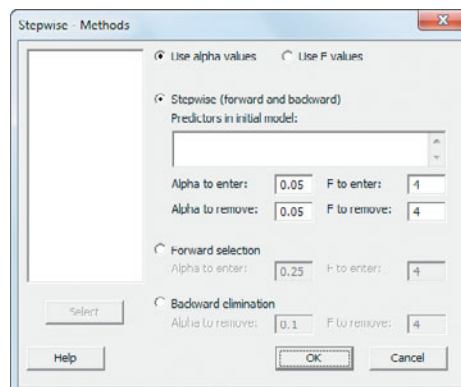 Stepwise - Methods
Use alpha values Use F values
Stepwise (forward and backward)
Predictors in initial model:
Alpha to enter: 0.05 F to enter: 4
Alpha to remove: 0.05 F to remove: 4
Forward selection
Alpha to enter: 0.25 F to enter: 4
Backward elimination
Alpha to remove: 0.1 F to remove: 4
Select
Help OK Cancel